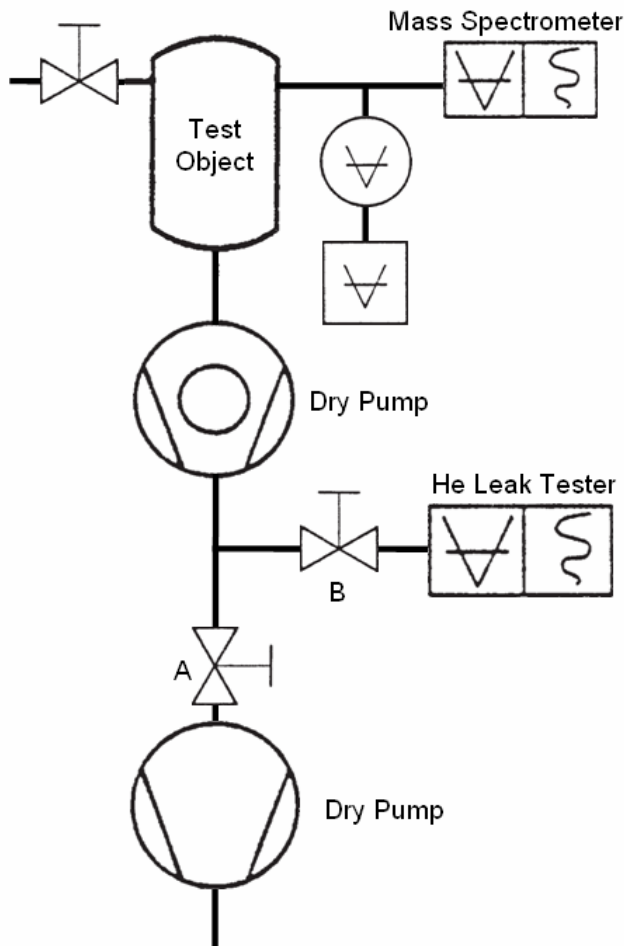 Mass Spectrometer
Test
Object
Dry Pump
He Leak Tester
B
A
Dry Pump